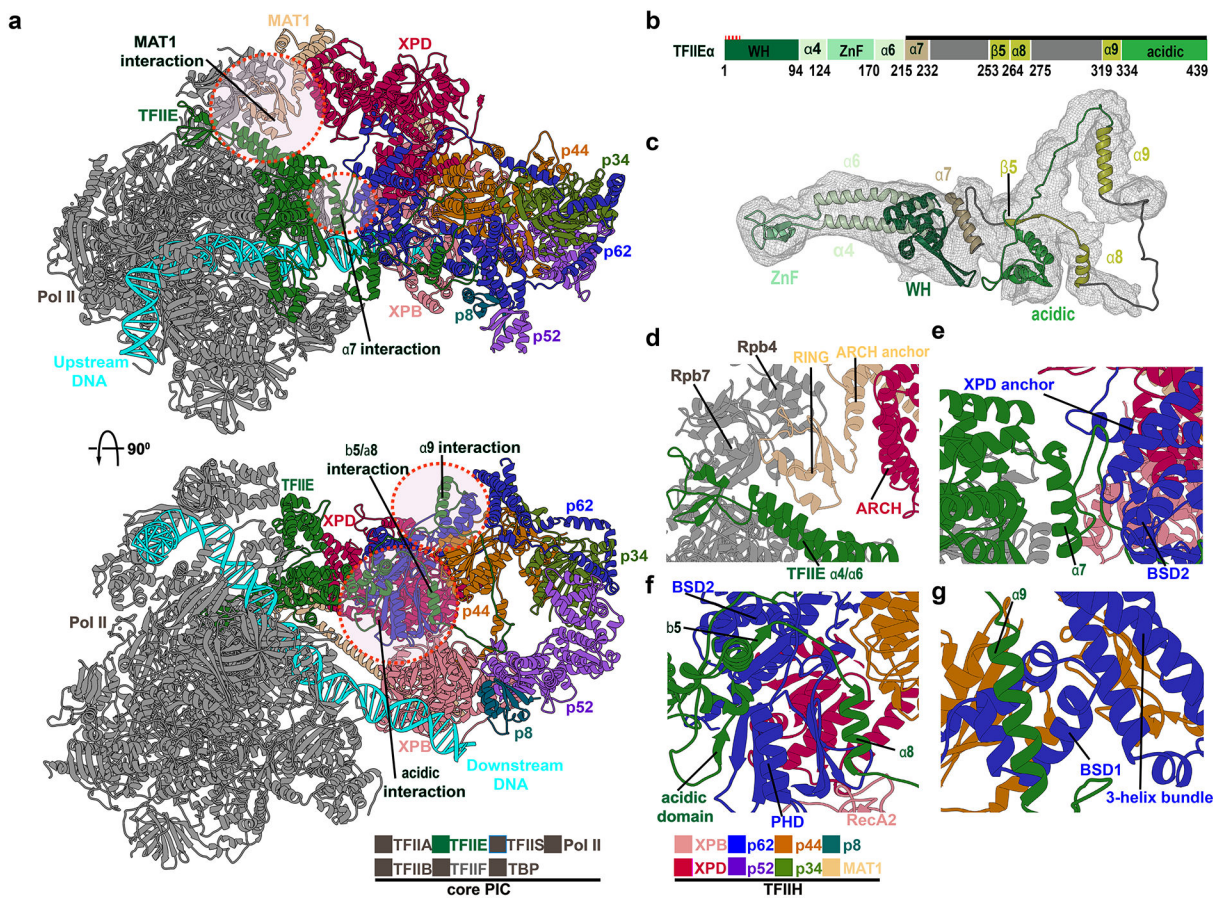 a
MAT1
MAT1
interaction
XPD
TFIIE
p44
p34
p62
Pol II
XPB
p8
p52
α7 interaction
Upstream
DNA
90⁰
b5/a8
interaction
α9 interaction
TFIIE
XPD
p62
p34
p44
Pol II
p52
p8
XPB
Downstream
DNA
acidic
interaction
TFIIA TFIIE TFIIS Pol II
TFIIB TFIIF TBP
core PIC
b
TFIIEα WH α4 ZnF α6 α7 β5 α8 α9 acidic
1 94 124 170 215 232 253 264 275 319 334 439
c
α6
α7
β5
α9
α4
ZnF
WH
α8
acidic
d
Rpb4
Rpb7
RING
ARCH anchor
ARCH
TFIIE α4/α6
e
XPD anchor
α7
BSD2
f
BSD2
b5
α8
acidic
domain
PHD
RecA2
g
α9
BSD1
3-helix bundle
XPB p62 p44 p8
XPD p52 p34 MAT1
TFIIH